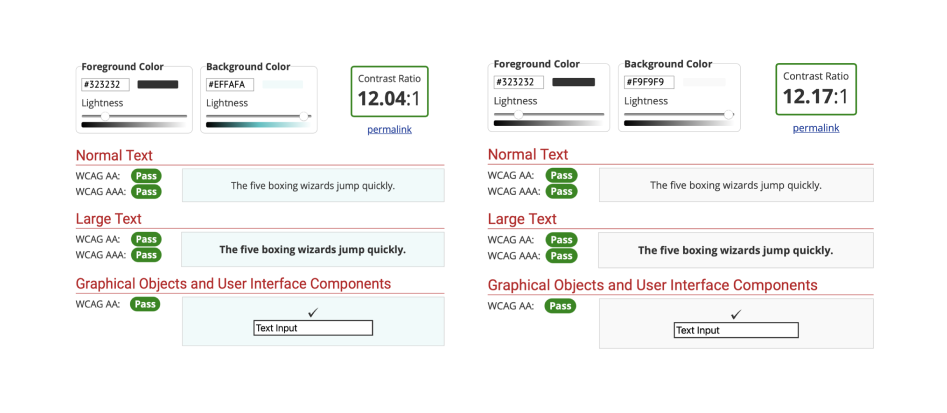 Foreground Color
#323232
Lightness
Background Color
#EFFAFA
Lightness
Contrast Ratio
12.04:1
permalink
Normal Text
WCAG AA: Pass
WCAG AAA: Pass
The five boxing wizards jump quickly.
Large Text
WCAG AA: Pass
WCAG AAA: Pass
The five boxing wizards jump quickly.
Graphical Objects and User Interface Components
WCAG AA: Pass
✓
Text Input
Foreground Color
#323232
Lightness
Background Color
#F9F9F9
Lightness
Contrast Ratio
12.17:1
permalink
Normal Text
WCAG AA: Pass
WCAG AAA: Pass
The five boxing wizards jump quickly.
Large Text
WCAG AA: Pass
WCAG AAA: Pass
The five boxing wizards jump quickly.
Graphical Objects and User Interface Components
WCAG AA: Pass
✓
Text Input